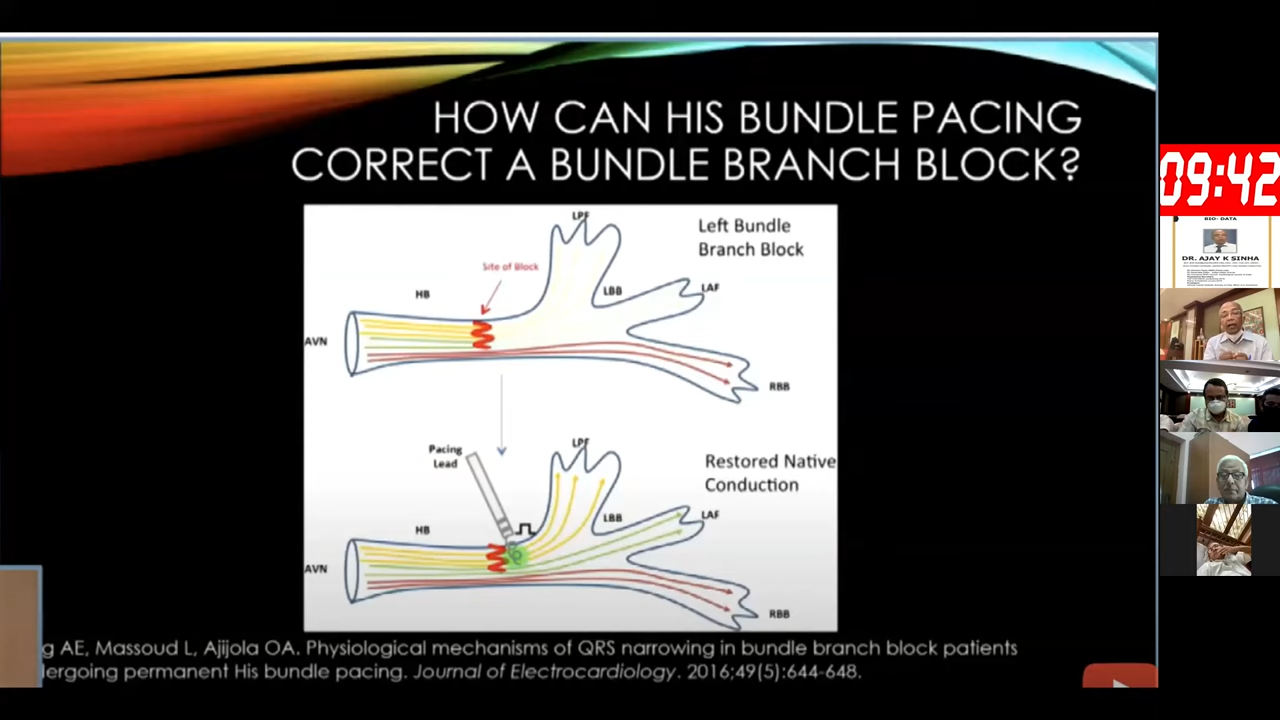 HOW CAN HIS BUNDLE PACING
CORRECT A BUNDLE BRANCH BLOCK?
Left Bundle
Branch Block
LPF
Site of Block
HB
LBB
LAF
AVN
RBB
Pacing
Lead
LPF
Restored Native
Conduction
HB
LBB
LAF
AVN
RBB
g AE, Massoud L, Ajijola OA. Physiological mechanisms of QRS narrowing in bundle branch block patients
ergoing permanent His bundle pacing. Journal of Electrocardiology. 2016;49(5):644-648.
09:42
BIO- DATA
DR. AJAY K SINHA